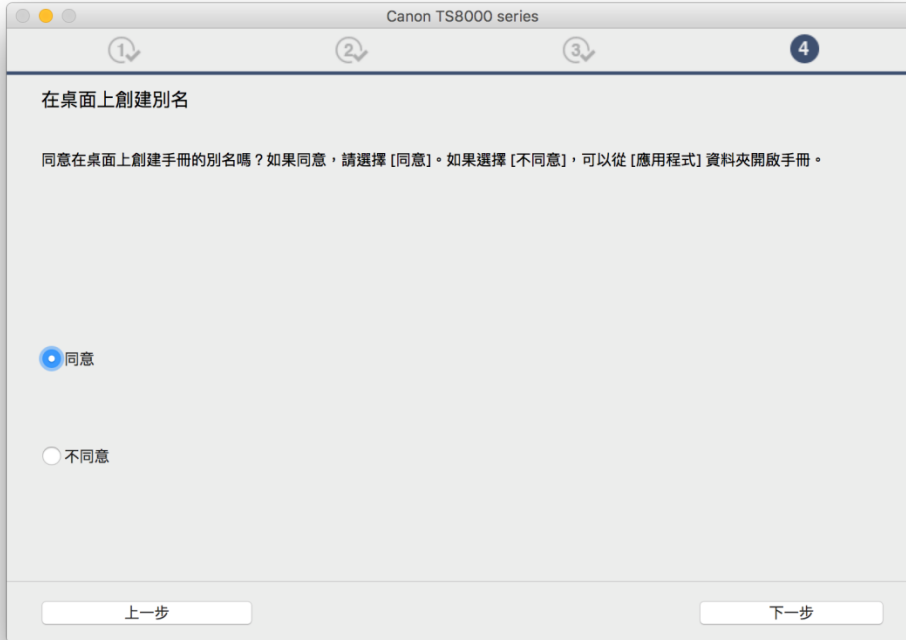 Canon TS8000 series
1
2
3
4
在桌面上創建別名
同意在桌面上創建手冊的別名嗎？如果同意，請選擇 [同意]。如果選擇 [不同意]，可以從 [應用程式] 資料夾開啟手冊。
同意
不同意
上一步
下一步